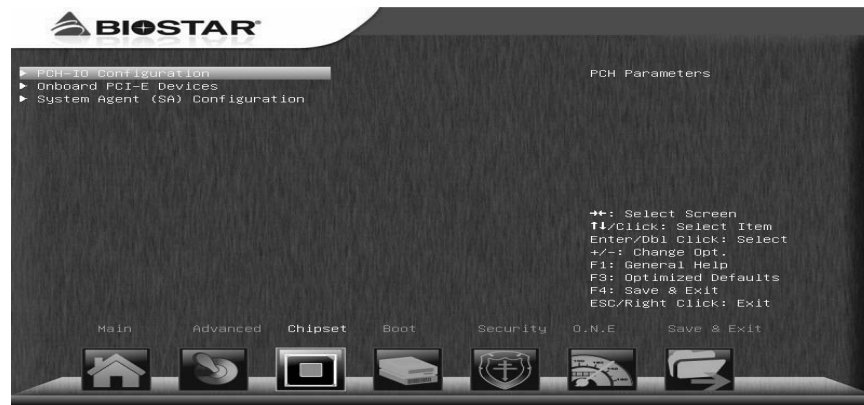 BIOSTAR
► PCH-IO Configuration
► Onboard PCI-E Devices
► System Agent (SA) Configuration
PCH Parameters
→←: Select Screen
↑↓/Click: Select Item
Enter/Dbl Click: Select
+/-: Change Opt.
F1: General Help
F3: Optimized Defaults
F4: Save & Exit
ESC/Right Click: Exit
Main Advanced Chipset Boot Security O.N.E Save & Exit